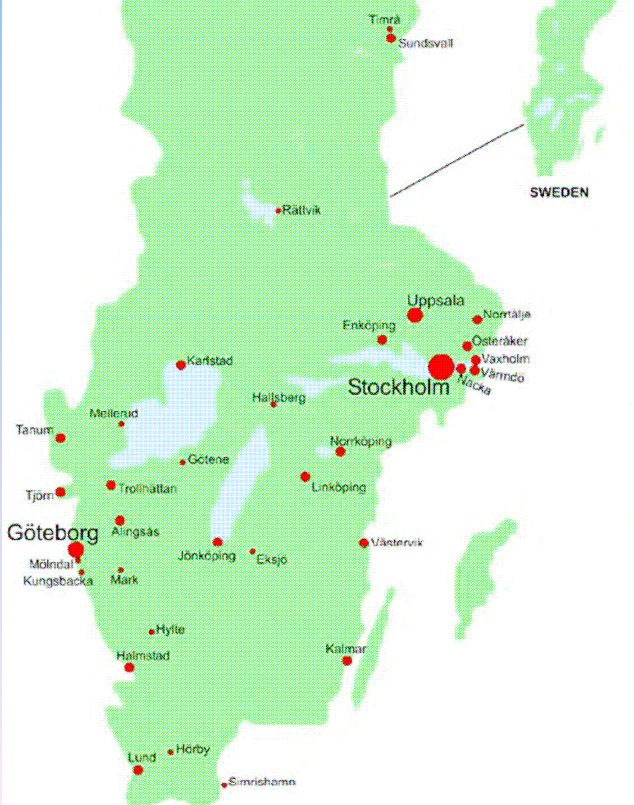 Timrå
Sundsvall
SWEDEN
Rättvik
Uppsala
Norrtälje
Enköping
Österåker
Karlstad
Vaxholm
Värmdö
Stockholm
Nacka
Hallsberg
Mellerud
Tanum
Norrköping
Götene
Linköping
Trollhättan
Tjörn
Göteborg
Alingsås
Jönköping
Västervik
Eksjö
Mölndal
Kungsbacka
Mark
Hylte
Kalmar
Halmstad
Hörby
Lund
Simrishamn